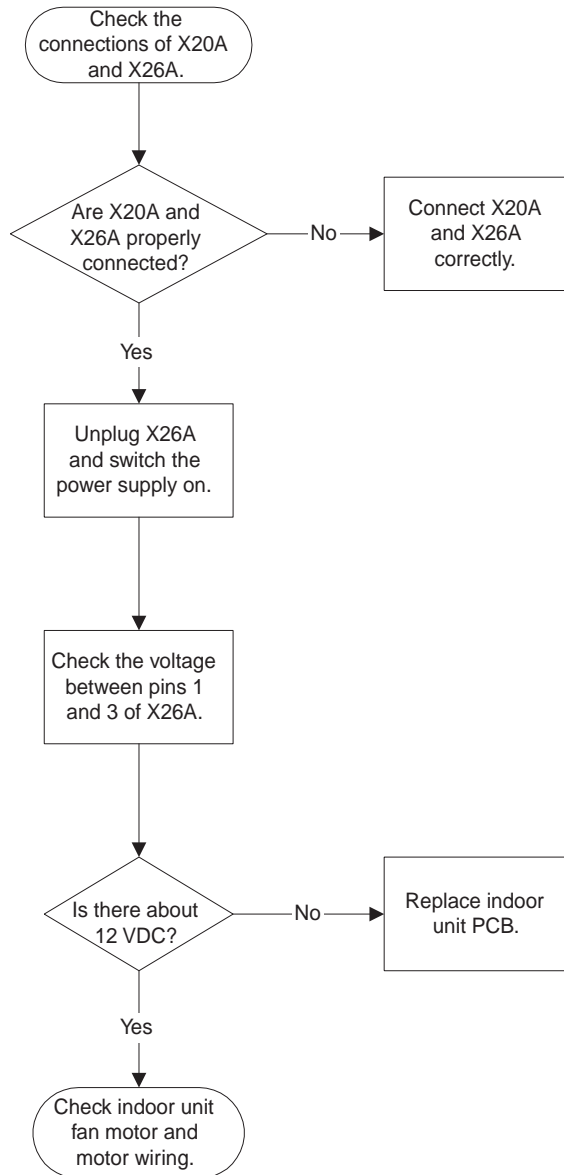 Check the
connections of X20A
and X26A.
Are X20A and
X26A properly
connected?
No
Connect X20A
and X26A
correctly.
Yes
Unplug X26A
and switch the
power supply on.
Check the voltage
between pins 1
and 3 of X26A.
Is there about
12 VDC?
No
Replace indoor
unit PCB.
Yes
Check indoor unit
fan motor and
motor wiring.